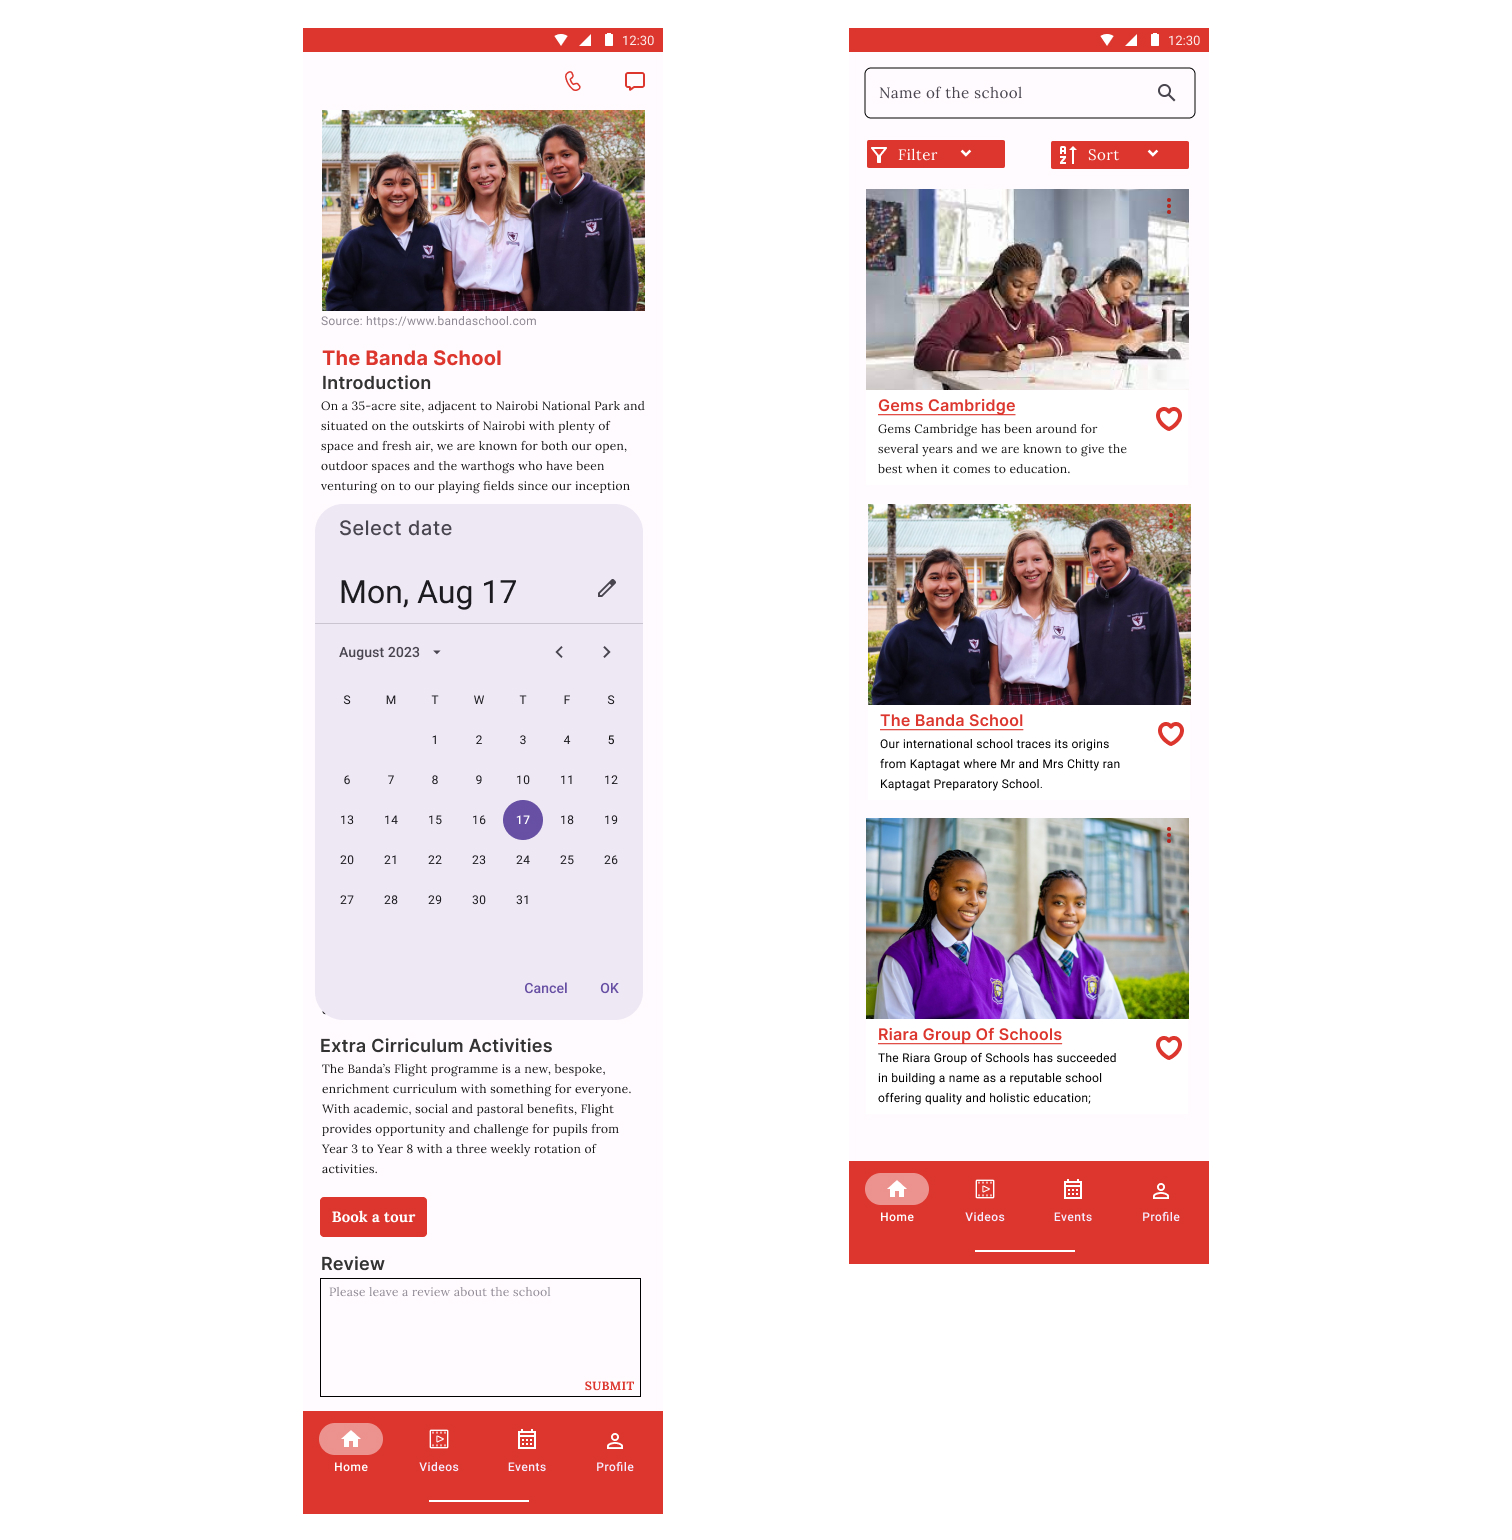 12:30
Source: https://www.bandaschool.com
The Banda School
Introduction
On a 35-acre site, adjacent to Nairobi National Park and
situated on the outskirts of Nairobi with plenty of
space and fresh air, we are known for both our open,
outdoor spaces and the warthogs who have been
venturing on to our playing fields since our inception
Select date
Mon, Aug 17
August 2023
S M T W T F S
1 2 3 4 5
6 7 8 9 10 11 12
13 14 15 16 17 18 19
20 21 22 23 24 25 26
27 28 29 30 31
Cancel OK
Extra Cirriculum Activities
The Banda's Flight programme is a new, bespoke,
enrichment curriculum with something for everyone.
With academic, social and pastoral benefits, Flight
provides opportunity and challenge for pupils from
Year 3 to Year 8 with a three weekly rotation of
activities.
Book a tour
Review
Please leave a review about the school
SUBMIT
Home Videos Events Profile
12:30
Name of the school
Filter
AZ Sort
Gems Cambridge
Gems Cambridge has been around for
several years and we are known to give the
best when it comes to education.
The Banda School
Our international school traces its origins
from Kaptagat where Mr and Mrs Chitty ran
Kaptagat Preparatory School.
Riara Group Of Schools
The Riara Group of Schools has succeeded
in building a name as a reputable school
offering quality and holistic education;
Home Videos Events Profile